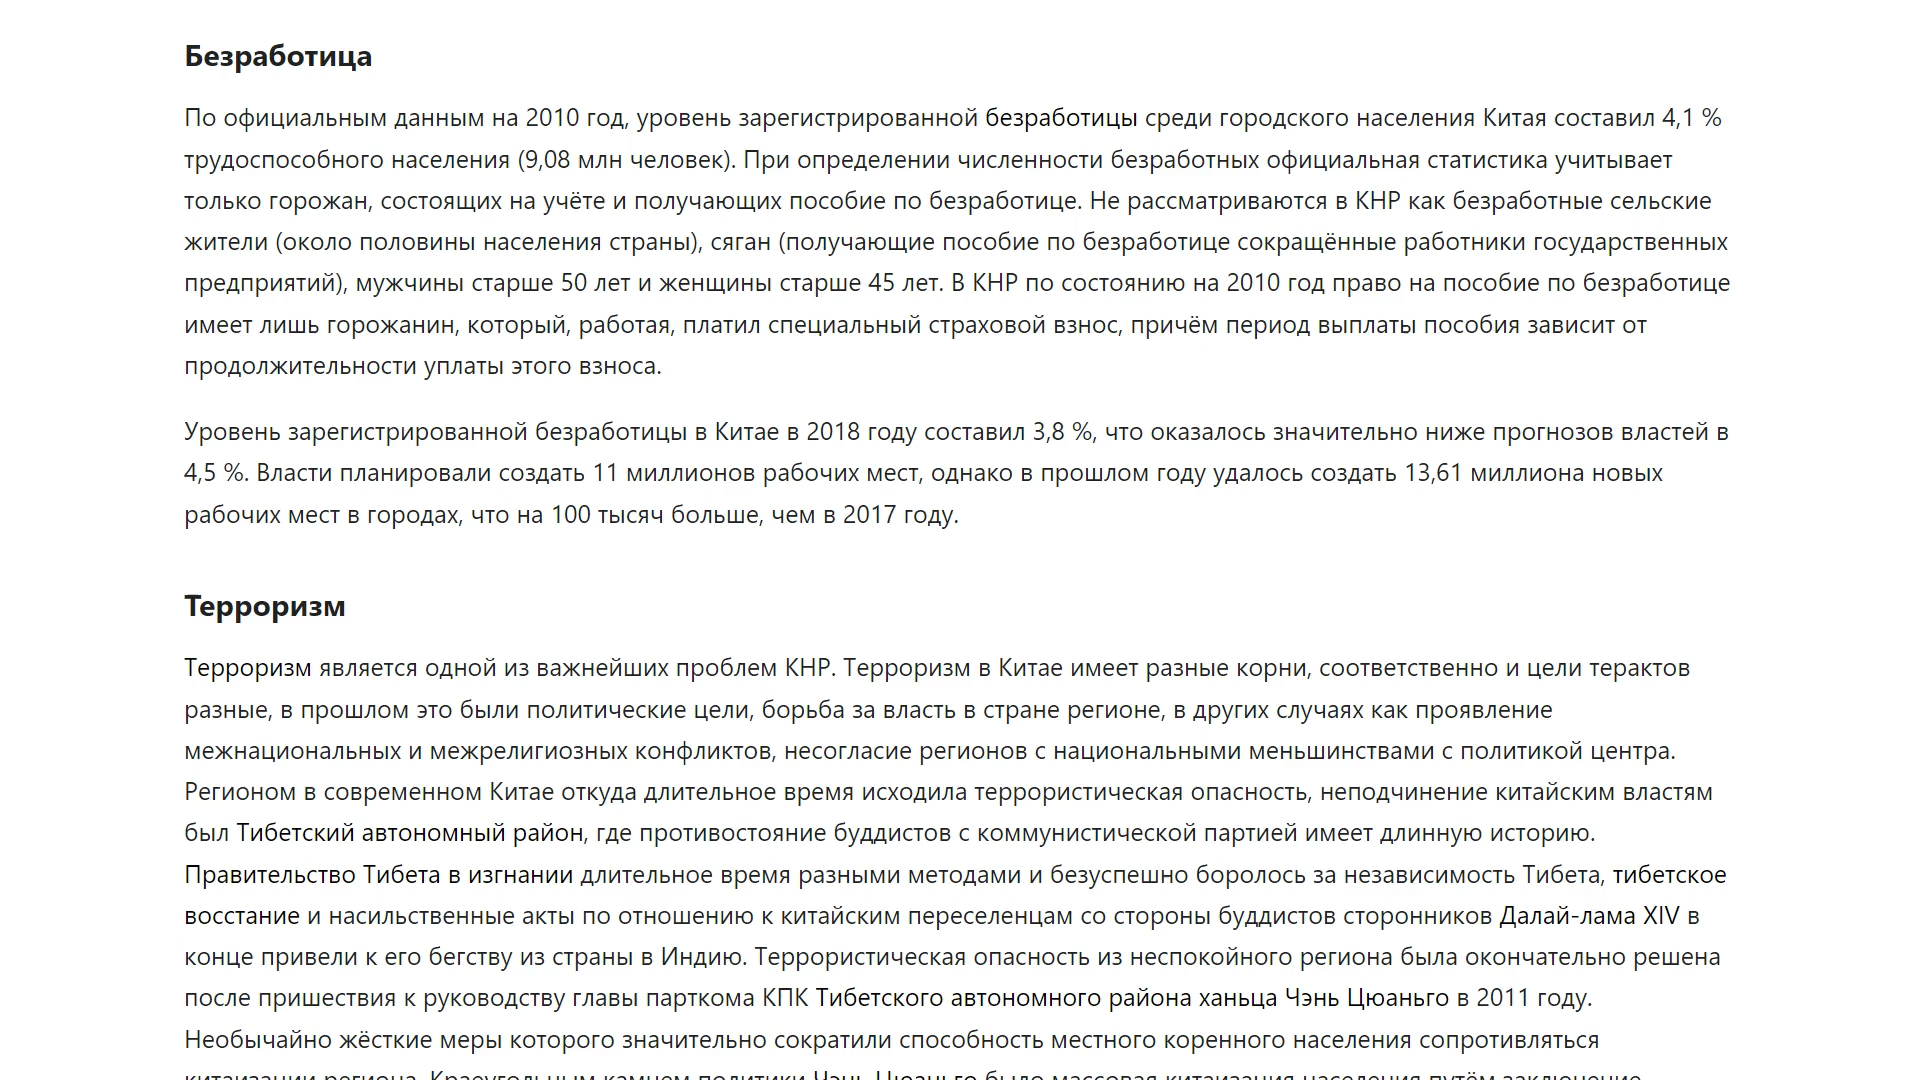 Безработица
По официальным данным на 2010 год, уровень зарегистрированной безработицы среди городского населения Китая составил 4,1 %
трудоспособного населения (9,08 млн человек). При определении численности безработных официальная статистика учитывает
только горожан, состоящих на учёте и получающих пособие по безработице. Не рассматриваются в КНР как безработные сельские
жители (около половины населения страны), сяган (получающие пособие по безработице сокращённые работники государственных
предприятий), мужчины старше 50 лет и женщины старше 45 лет. В КНР по состоянию на 2010 год право на пособие по безработице
имеет лишь горожанин, который, работая, платил специальный страховой взнос, причём период выплаты пособия зависит от
продолжительности уплаты этого взноса.
Уровень зарегистрированной безработицы в Китае в 2018 году составил 3,8 %, что оказалось значительно ниже прогнозов властей в
4,5 %. Власти планировали создать 11 миллионов рабочих мест, однако в прошлом году удалось создать 13,61 миллиона новых
рабочих мест в городах, что на 100 тысяч больше, чем в 2017 году.
Терроризм
Терроризм является одной из важнейших проблем КНР. Терроризм в Китае имеет разные корни, соответственно и цели терактов
разные, в прошлом это были политические цели, борьба за власть в стране регионе, в других случаях как проявление
межнациональных и межрелигиозных конфликтов, несогласие регионов с национальными меньшинствами с политикой центра.
Регионом в современном Китае откуда длительное время исходила террористическая опасность, неподчинение китайским властям
был Тибетский автономный район, где противостояние буддистов с коммунистической партией имеет длинную историю.
Правительство Тибета в изгнании длительное время разными методами и безуспешно боролось за независимость Тибета, тибетское
восстание и насильственные акты по отношению к китайским переселенцам со стороны буддистов сторонников Далай-лама XIV в
конце привели к его бегству из страны в Индию. Террористическая опасность из неспокойного региона была окончательно решена
после пришествия к руководству главы парткома КПК Тибетского автономного района ханьца Чэнь Цюаньго в 2011 году.
Необычайно жёсткие меры которого значительно сократили способность местного коренного населения сопротивляться
китаизации региона. Краеугольным камнем политики Чэнь Цюаньго было массовая китаизация населения путём заключение